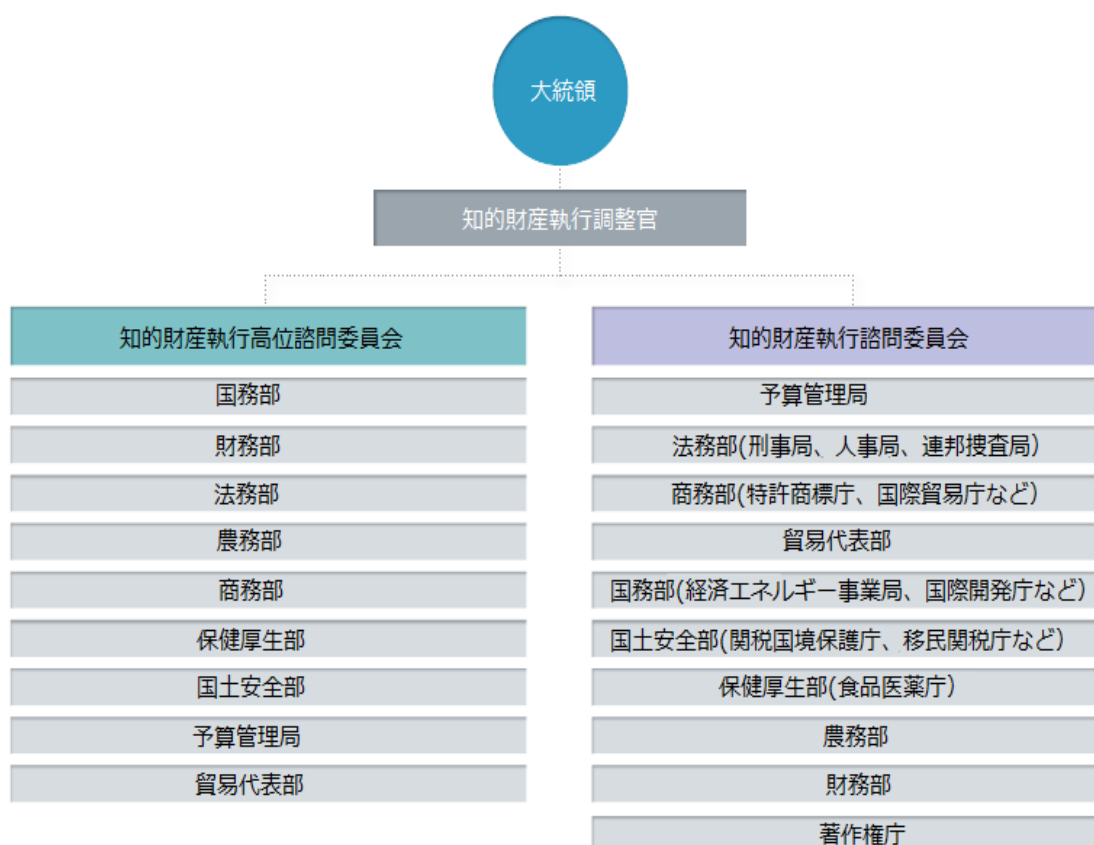 大統領
知的財産執行調整官
知的財産執行高位諮問委員会
国務部
財務部
法務部
農務部
商務部
保健厚生部
国土安全部
予算管理局
貿易代表部
知的財産執行諮問委員会
予算管理局
法務部(刑事局、人事局、連邦捜査局)
商務部(特許商標庁、国際貿易庁など)
貿易代表部
国務部(経済エネルギー事業局、国際開発庁など)
国土安全部(関税国境保護庁、移民関税庁など)
保健厚生部(食品医薬庁)
農務部
財務部
著作権庁